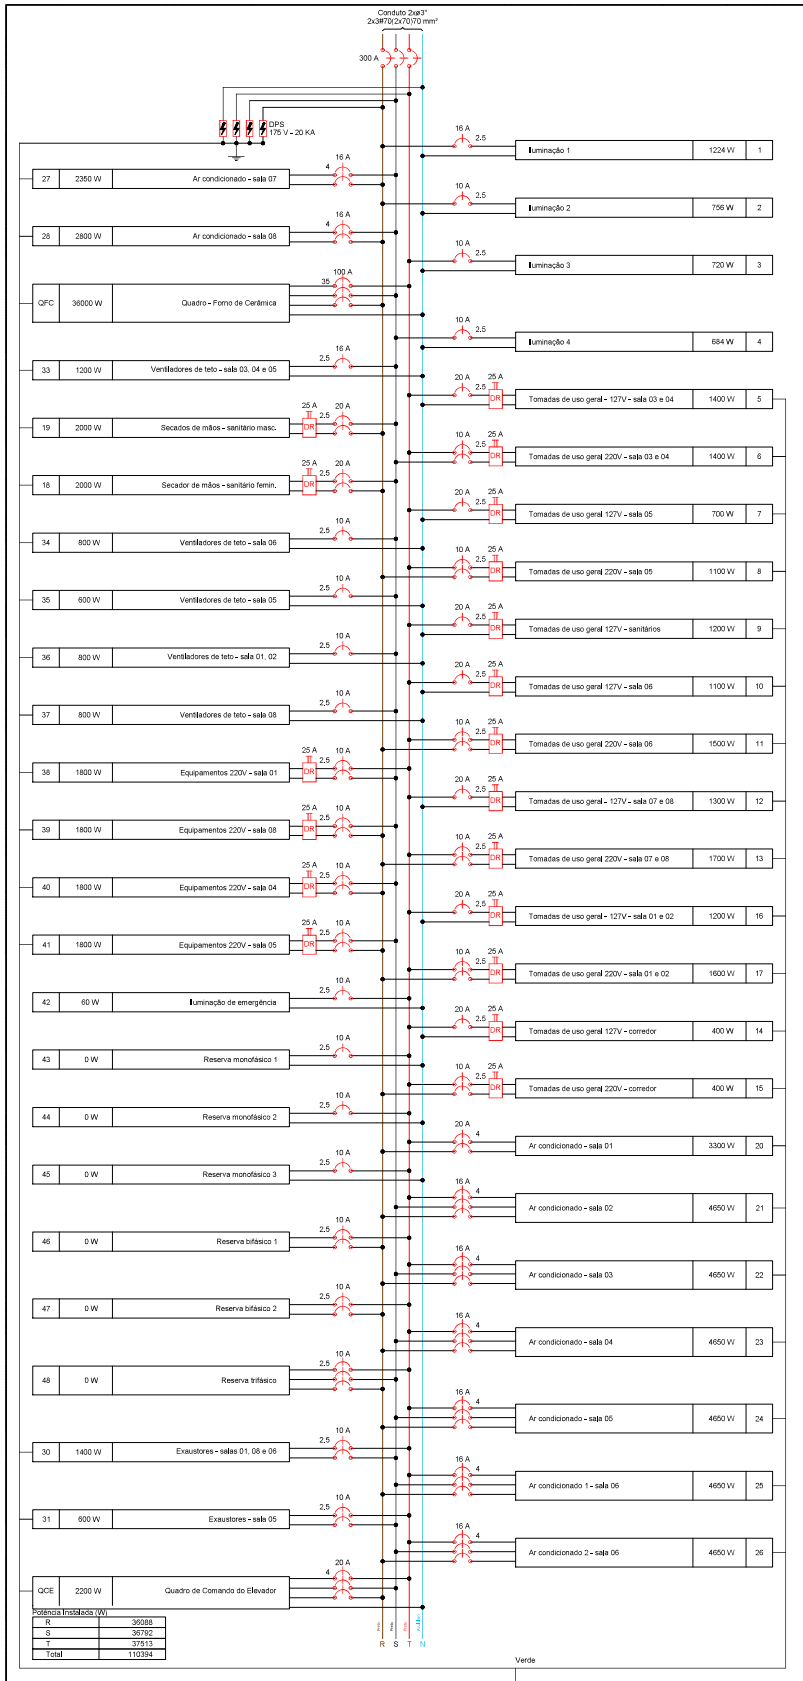 Conduto 2xø3"
2x3#70(2x70)70 mm²
300 A
DPS
175 V - 20 KA
16 A
2.5
Iluminação 1 1224 W 1
16 A
4
27 2350 W Ar condicionado - sala 07
10 A
2.5
Iluminação 2 756 W 2
16 A
4
28 2800 W Ar condicionado - sala 08
10 A
2.5
Iluminação 3 720 W 3
100 A
35
QFC 36000 W Quadro - Forno de Cerâmica
10 A
2.5
Iluminação 4 684 W 4
16 A
2.5
33 1200 W Ventiladores de teto - sala 03, 04 e 05
20 A 25 A
2.5 DR
Tomadas de uso geral - 127V - sala 03 e 04 1400 W 5
25 A 20 A
2.5 DR
19 2000 W Secados de mãos - sanitário masc.
10 A 25 A
2.5 DR
Tomadas de uso geral 220V - sala 03 e 04 1400 W 6
25 A 20 A
2.5 DR
18 2000 W Secador de mãos - sanitário femin.
20 A 25 A
2.5 DR
Tomadas de uso geral 127V - sala 05 700 W 7
10 A
2.5
34 800 W Ventiladores de teto - sala 06
10 A 25 A
2.5 DR
Tomadas de uso geral 220V - sala 05 1100 W 8
10 A
2.5
35 600 W Ventiladores de teto - sala 05
20 A 25 A
2.5 DR
Tomadas de uso geral 127V - sanitários 1200 W 9
10 A
2.5
36 800 W Ventiladores de teto - sala 01, 02
20 A 25 A
2.5 DR
Tomadas de uso geral 127V - sala 06 1100 W 10
10 A
2.5
37 800 W Ventiladores de teto - sala 08
10 A 25 A
2.5 DR
Tomadas de uso geral 220V - sala 06 1500 W 11
25 A 10 A
2.5 DR
38 1800 W Equipamentos 220V - sala 01
20 A 25 A
2.5 DR
Tomadas de uso geral - 127V - sala 07 e 08 1300 W 12
25 A 10 A
2.5 DR
39 1800 W Equipamentos 220V - sala 08
10 A 25 A
2.5 DR
Tomadas de uso geral 220V - sala 07 e 08 1700 W 13
25 A 10 A
2.5 DR
40 1800 W Equipamentos 220V - sala 04
20 A 25 A
2.5 DR
Tomadas de uso geral - 127V - sala 01 e 02 1200 W 16
25 A 10 A
2.5 DR
41 1800 W Equipamentos 220V - sala 05
10 A 25 A
2.5 DR
Tomadas de uso geral 220V - sala 01 e 02 1600 W 17
10 A
2.5
42 60 W Iluminação de emergência
20 A 25 A
2.5 DR
Tomadas de uso geral 127V - corredor 400 W 14
10 A
2.5
43 0 W Reserva monofásico 1
10 A 25 A
2.5 DR
Tomadas de uso geral 220V - corredor 400 W 15
10 A
2.5
44 0 W Reserva monofásico 2
20 A
4
Ar condicionado - sala 01 3300 W 20
10 A
2.5
45 0 W Reserva monofásico 3
16 A
4
Ar condicionado - sala 02 4650 W 21
10 A
2.5
46 0 W Reserva bifásico 1
16 A
4
Ar condicionado - sala 03 4650 W 22
10 A
2.5
47 0 W Reserva bifásico 2
16 A
4
Ar condicionado - sala 04 4650 W 23
10 A
2.5
48 0 W Reserva trifásico
16 A
4
Ar condicionado - sala 05 4650 W 24
10 A
2.5
30 1400 W Exaustores - salas 01, 08 e 06
16 A
4
Ar condicionado 1 - sala 06 4650 W 25
10 A
2.5
31 600 W Exaustores - sala 05
16 A
4
Ar condicionado 2 - sala 06 4650 W 26
20 A
4
QCE 2200 W Quadro de Comando do Elevador
Potência Instalada (W)
R 36088
S 36792
T 37513
Total 110394
R S T N
Verde